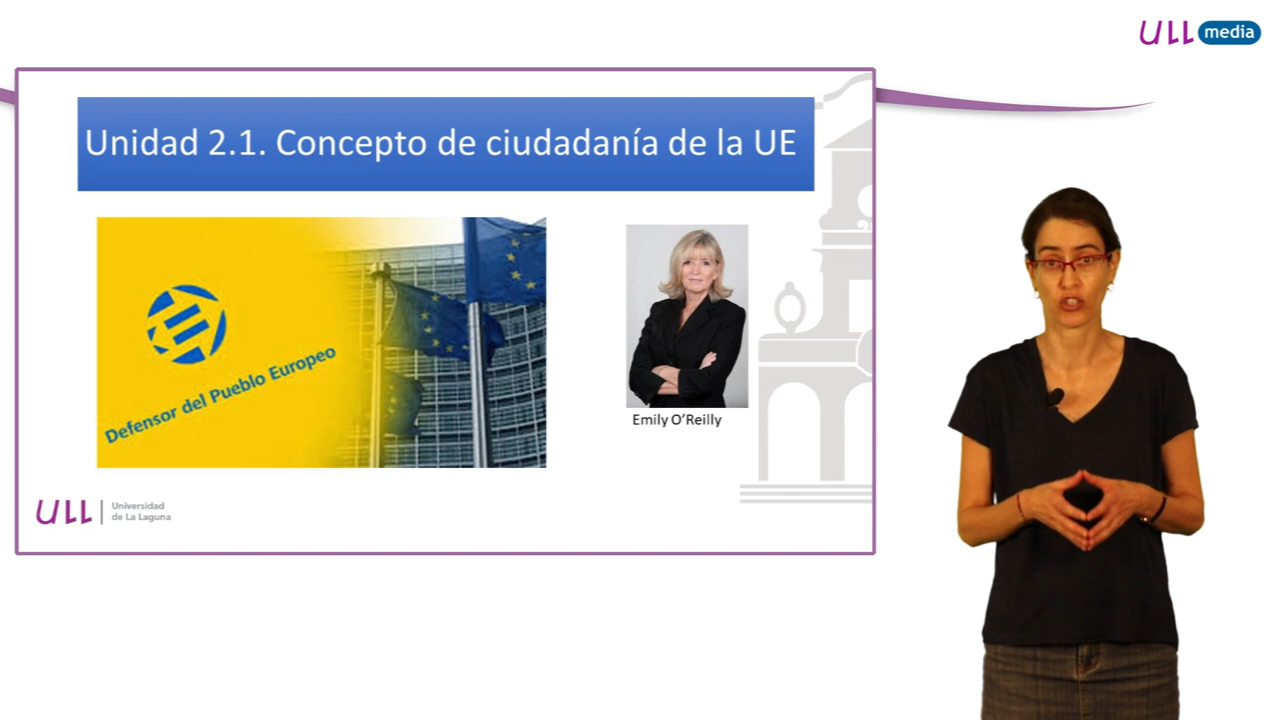 ULL media
Unidad 2.1. Concepto de ciudadanía de la UE
Defensor del Pueblo Europeo
Emily O'Reilly
ULL
Universidad
de La Laguna